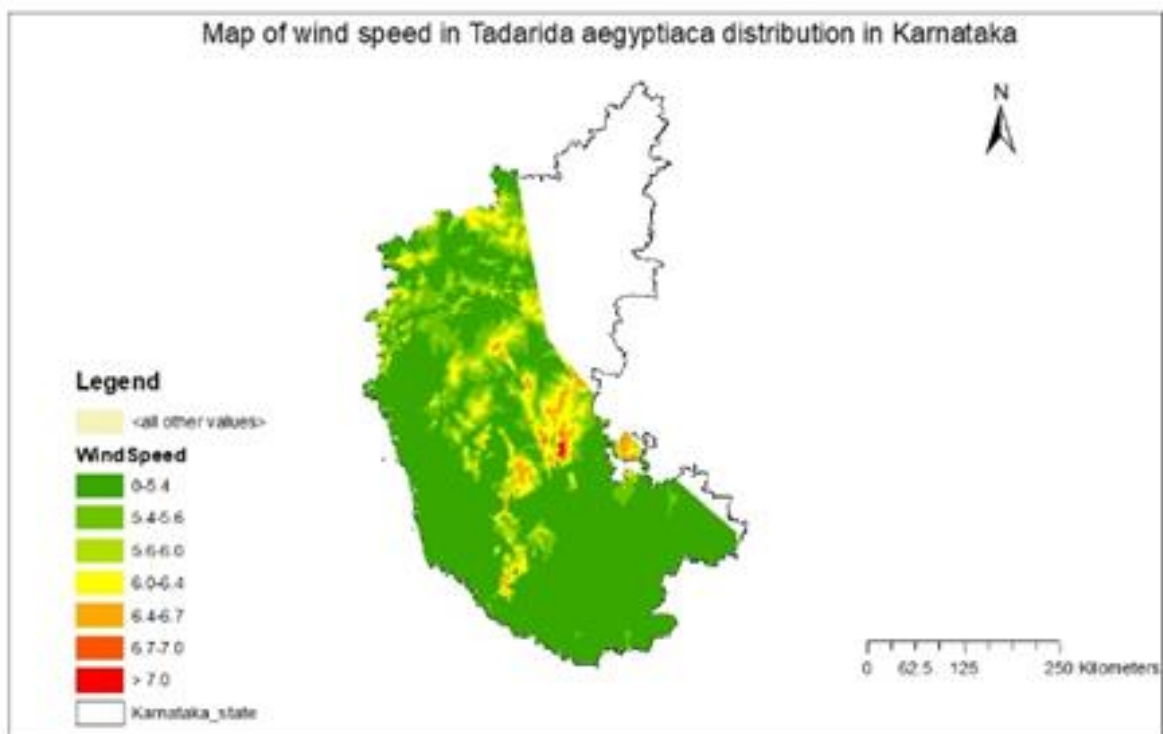 Map of wind speed in Tadarida aegyptiaca distribution in Karnataka
N
Legend
<all other values>
WindSpeed
0-5.4
5.4-5.6
5.6-6.0
6.0-6.4
6.4-6.7
6.7-7.0
> 7.0
Karnataka_state
0 62.5 125 250 Kilometers